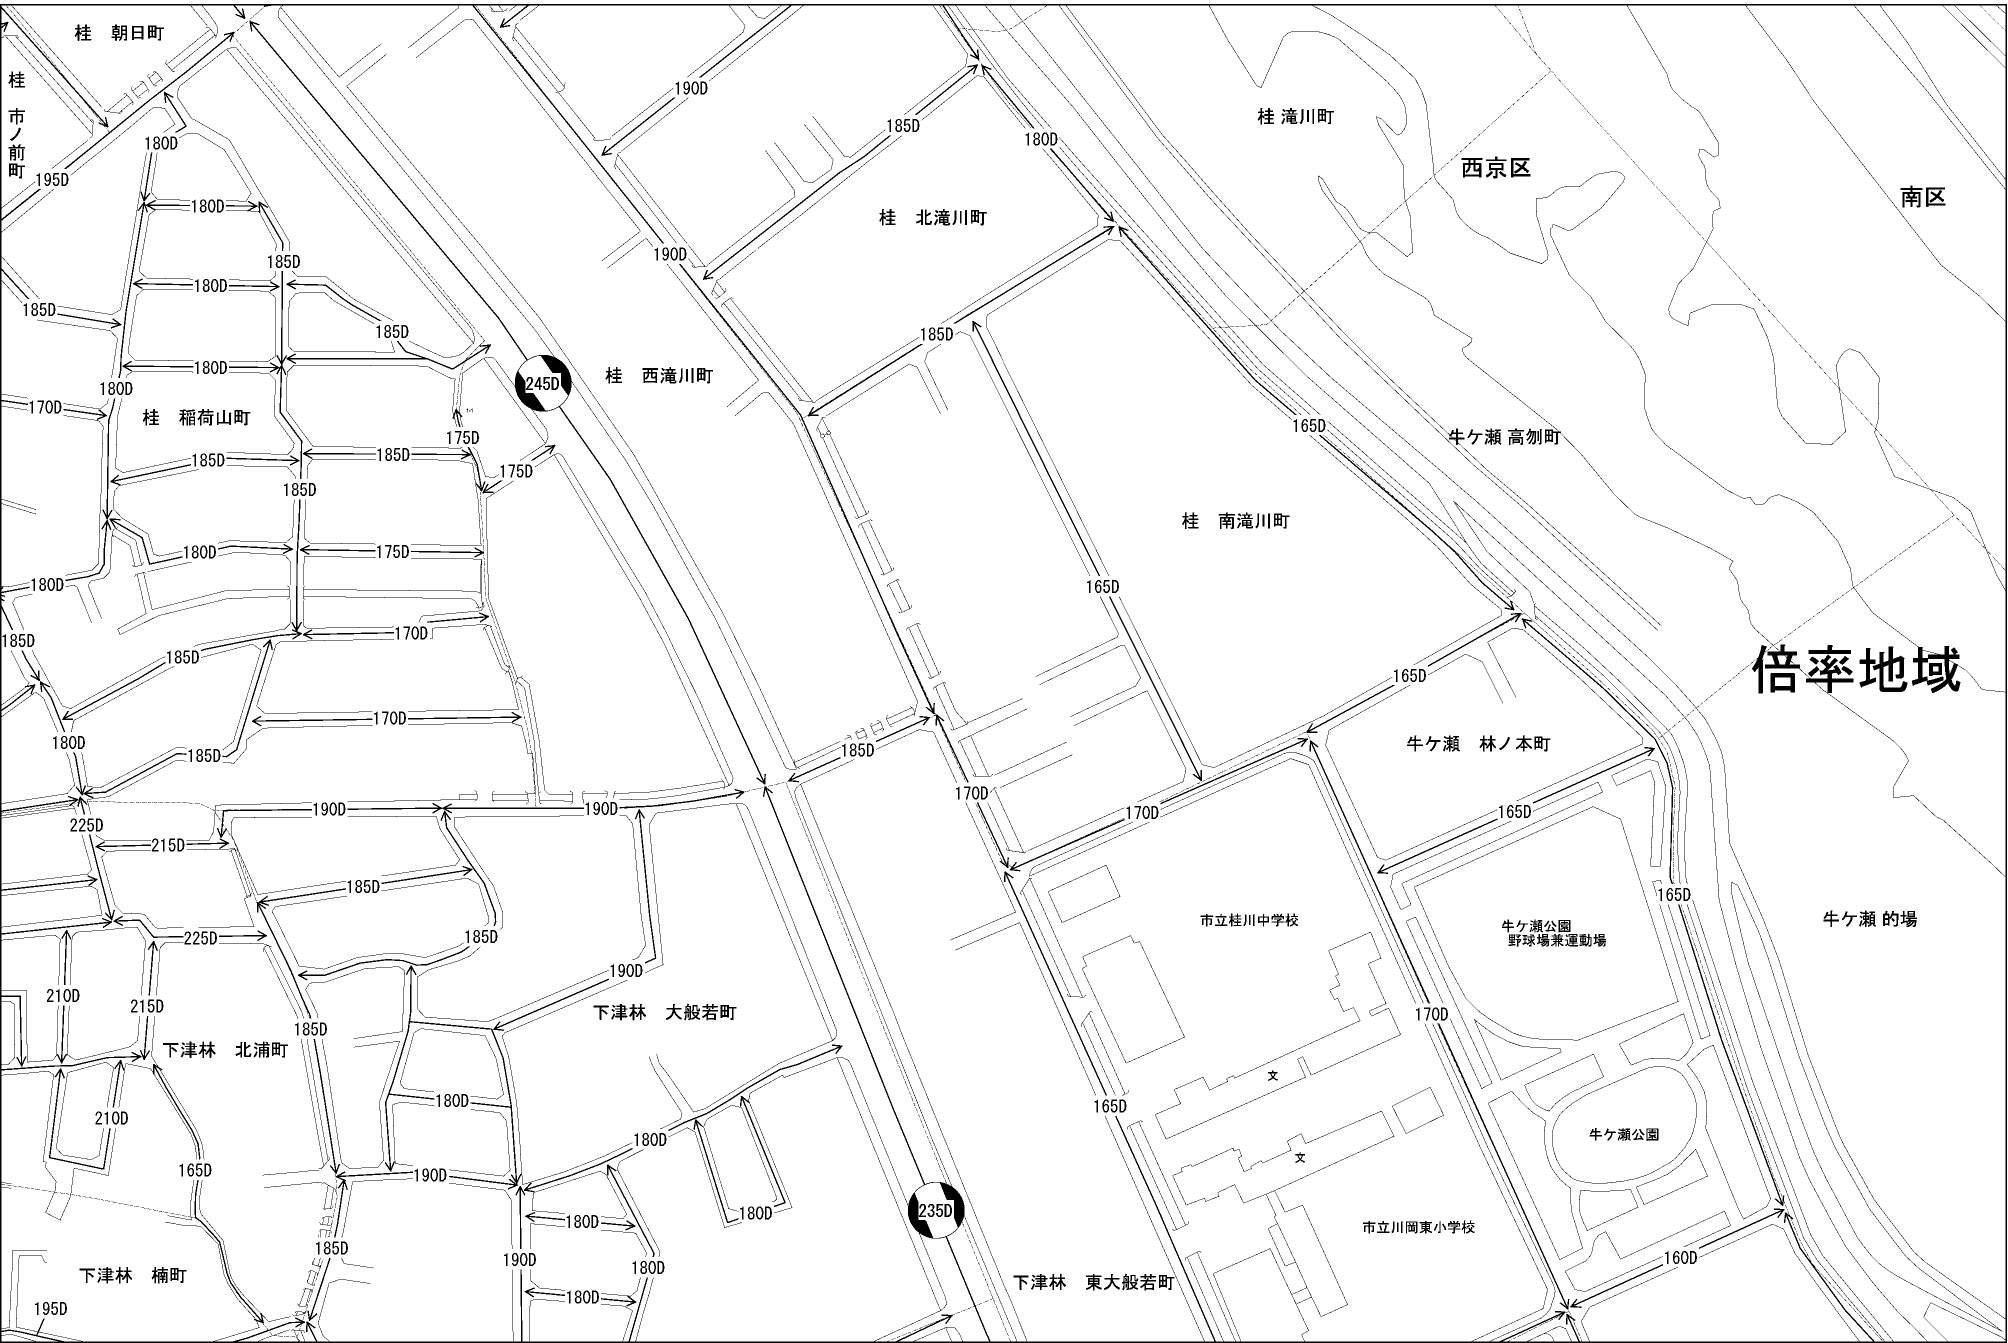 桂　朝日町
桂　市ノ前町
190D
桂 滝川町
185D
180D
180D
西京区
195D
南区
180D
桂　北滝川町
190D
185D
180D
185D
185D
185D
180D
桂　西滝川町
245D
180D
170D
桂　稲荷山町
165D
牛ケ瀬 高刎町
175D
185D
185D
175D
185D
桂　南滝川町
180D
175D
180D
165D
170D
185D
185D
倍率地域
165D
170D
180D
185D
185D
牛ケ瀬　林ノ本町
170D
190D
190D
170D
165D
225D
215D
185D
165D
市立桂川中学校
牛ケ瀬公園
野球場兼運動場
牛ケ瀬 的場
225D
185D
190D
210D
215D
下津林　大般若町
170D
185D
下津林　北浦町
文
180D
165D
210D
180D
牛ケ瀬公園
文
165D
190D
180D
235D
180D
市立川岡東小学校
185D
190D
180D
160D
下津林　楠町
下津林　東大般若町
180D
195D